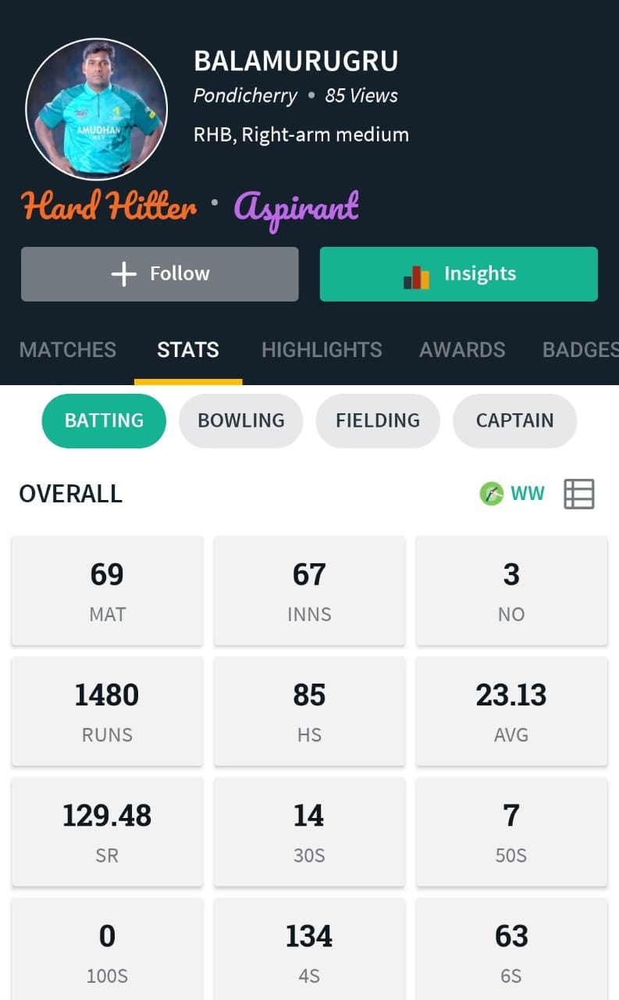 BALAMURUGRU
Pondicherry • 85 Views
RHB, Right-arm medium
AMUDHAN
Hard Hitter • Aspirant
+ Follow
Insights
MATCHES STATS HIGHLIGHTS AWARDS BADGES
BATTING BOWLING FIELDING CAPTAIN
OVERALL
WW
69 67 3
MAT INNS NO
1480 85 23.13
RUNS HS AVG
129.48 14 7
SR 30S 50S
0 134 63
100S 4S 6S